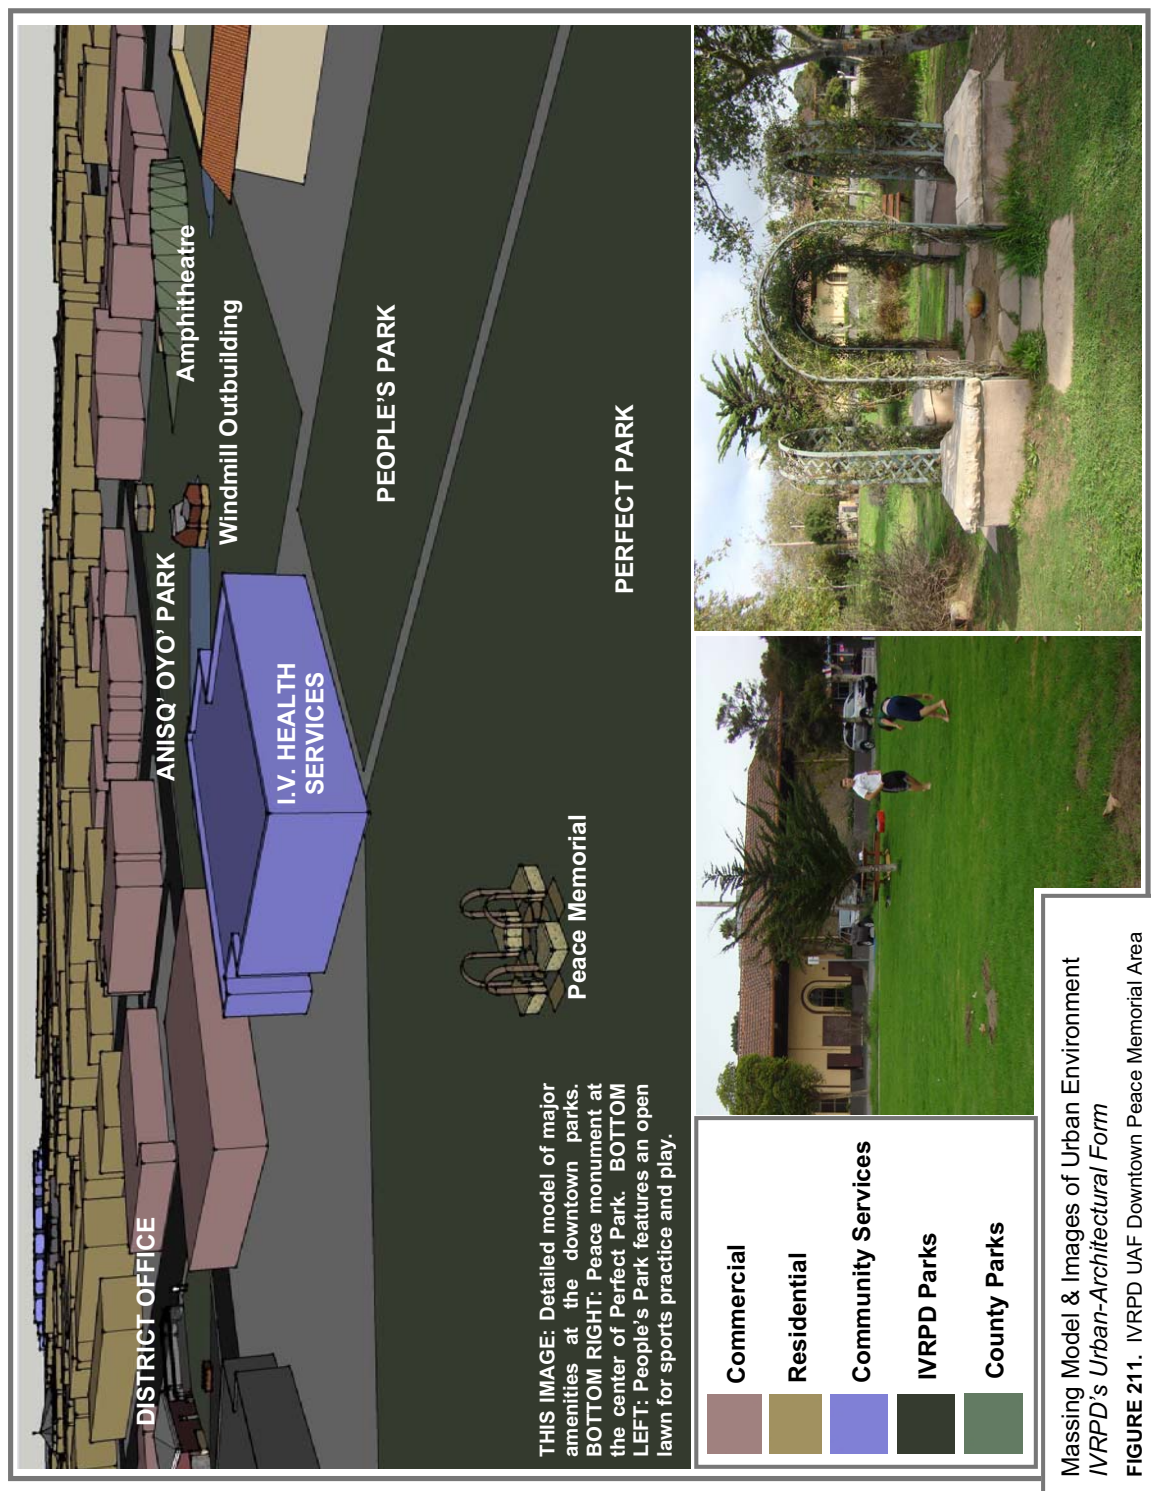 DISTRICT OFFICE
ANISQ' OYO' PARK
Amphitheatre
Windmill Outbuilding
I.V. HEALTH
SERVICES
PEOPLE'S PARK
PERFECT PARK
Peace Memorial
THIS IMAGE: Detailed model of major
amenities at the downtown parks.
BOTTOM RIGHT: Peace monument at
the center of Perfect Park. BOTTOM
LEFT: People's Park features an open
lawn for sports practice and play.
Commercial
Residential
Community Services
IVRPD Parks
County Parks
Massing Model & Images of Urban Environment
IVRPD's Urban-Architectural Form
FIGURE 211. IVRPD UAF Downtown Peace Memorial Area